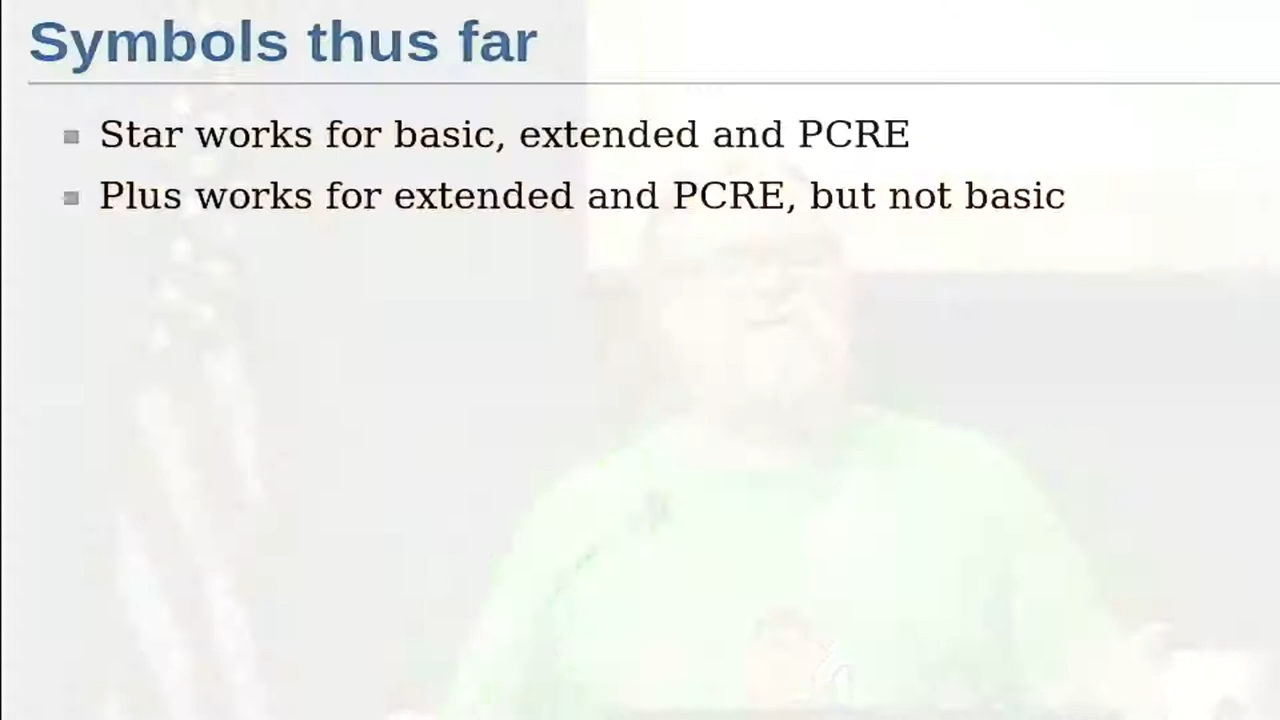 Symbols thus far
Star works for basic, extended and PCRE
Plus works for extended and PCRE, but not basic